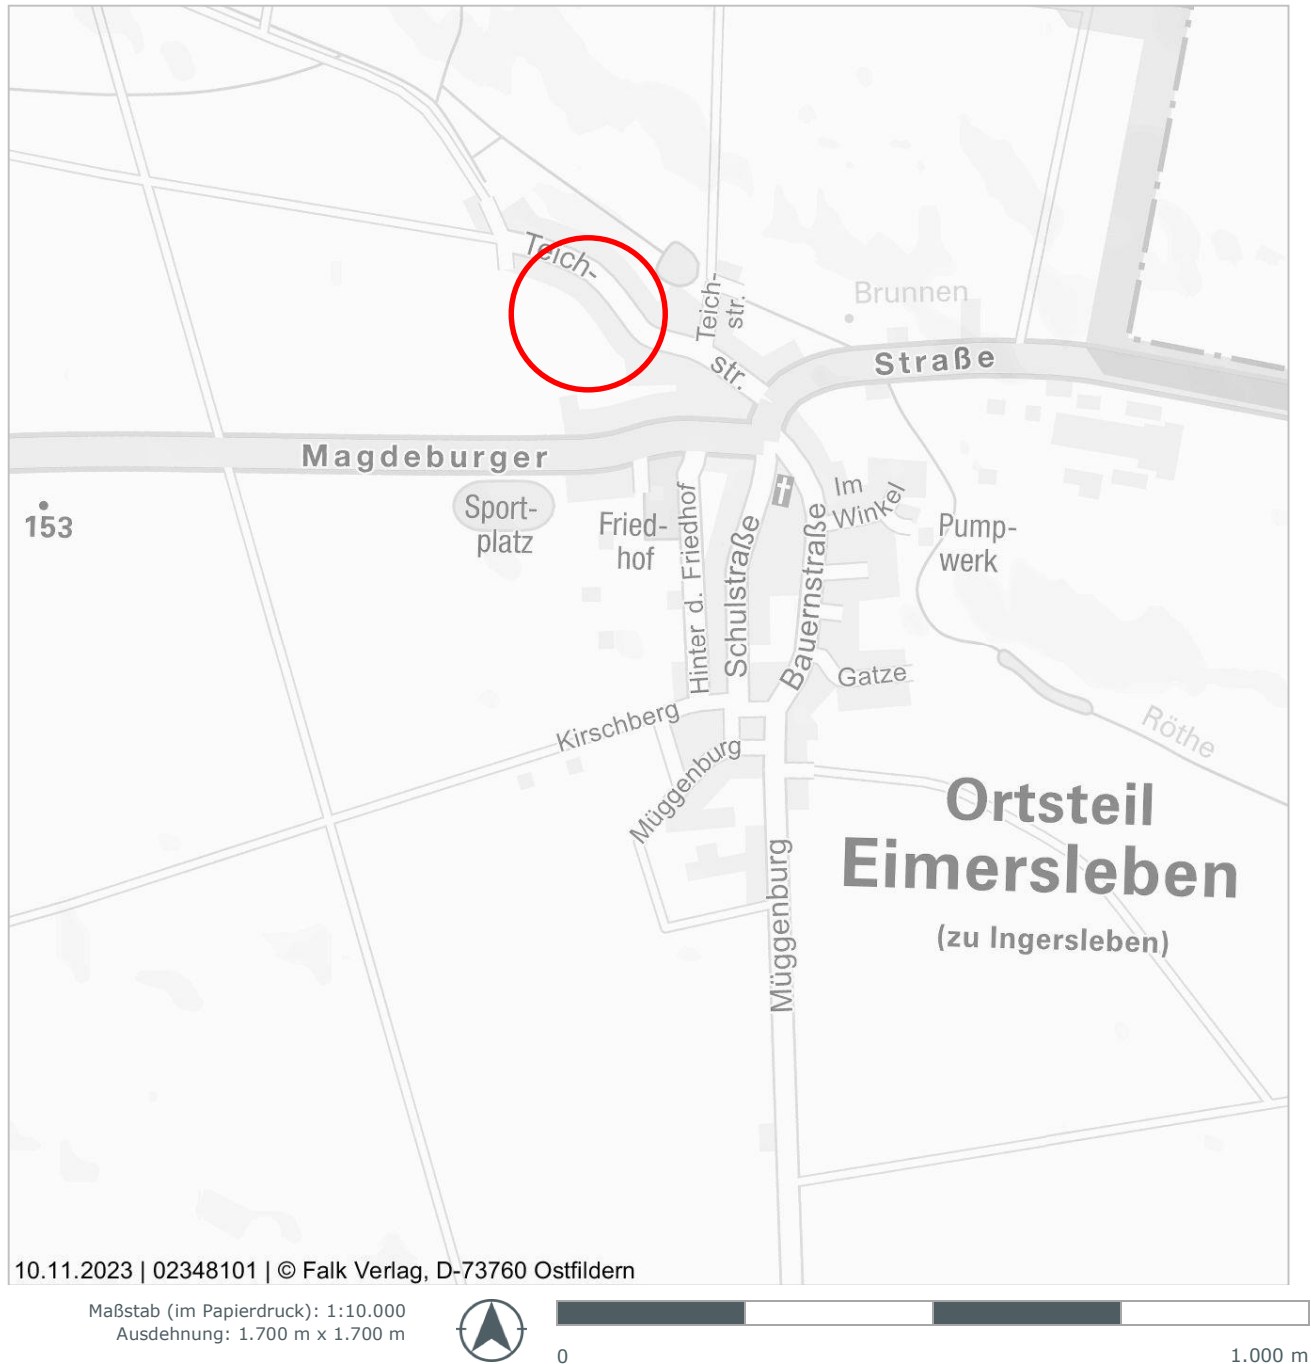 Teich-
Teich-
str.
Brunnen
str.
Straße
Magdeburger
153
Sport-
platz
Fried-
hof
Hinter d. Friedhof
Schulstraße
Bauernstraße
Im
Winkel
Pump-
werk
Gatze
Kirschberg
Müggenburg
Röthe
Müggenburg
Ortsteil
Eimersleben
(zu Ingersleben)
10.11.2023 | 02348101 | © Falk Verlag, D-73760 Ostfildern
Maßstab (im Papierdruck): 1:10.000
Ausdehnung: 1.700 m x 1.700 m
0
1.000 m